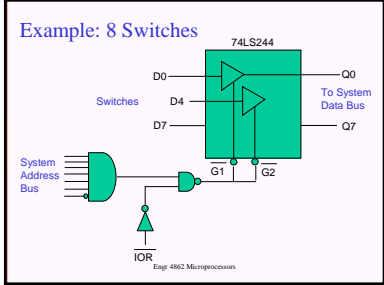 Example: 8 Switches
74LS244
D0
Q0
Switches
D4
To System
Data Bus
D7
Q7
System
Address
Bus
G1
G2
IOR
Engr 4862 Microprocessors